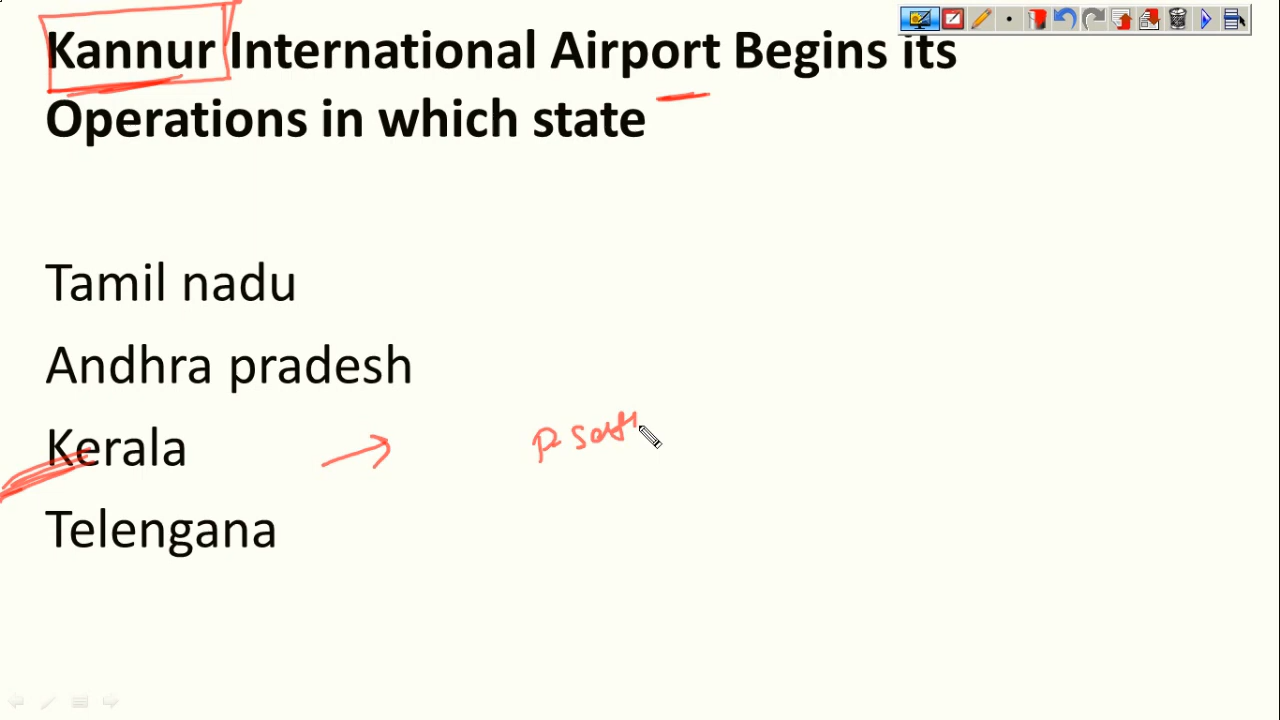 Kannur International Airport Begins its
Operations in which state
Tamil nadu
Andhra pradesh
Kerala
Telengana